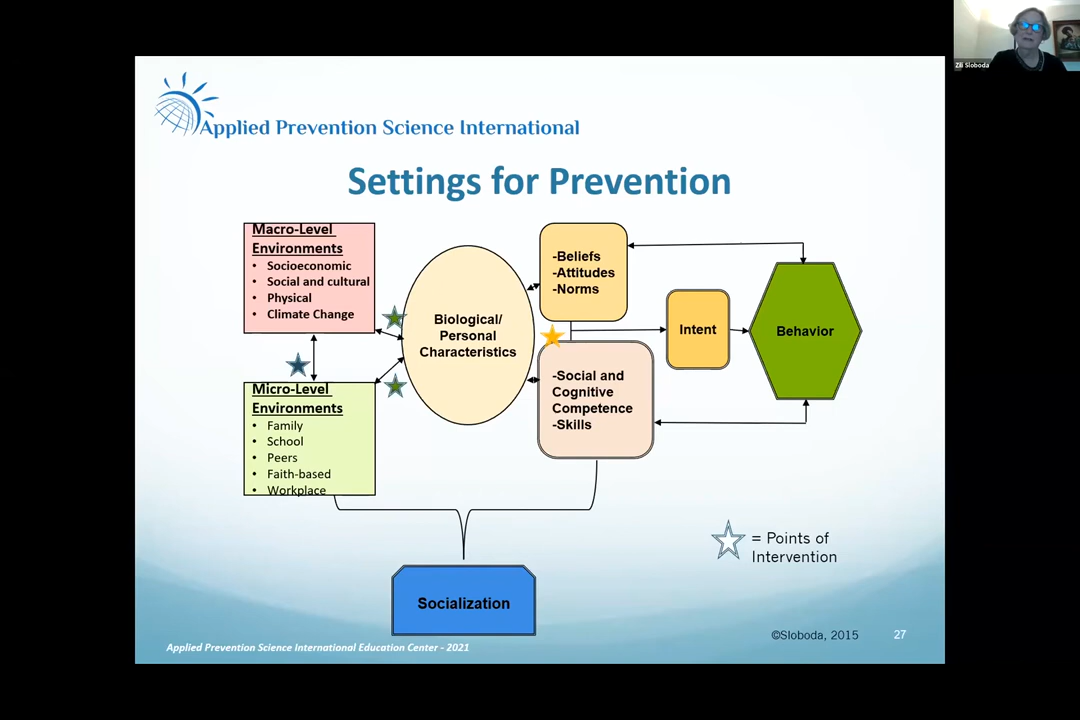 Zili Sloboda
Applied Prevention Science International
Settings for Prevention
Macro-Level
Environments
• Socioeconomic
• Social and cultural
• Physical
• Climate Change
Micro-Level
Environments
• Family
• School
• Peers
• Faith-based
• Workplace
Biological/
Personal
Characteristics
-Beliefs
-Attitudes
-Norms
-Social and
Cognitive
Competence
-Skills
Intent
Behavior
Socialization
= Points of
Intervention
©Sloboda, 2015
27
Applied Prevention Science International Education Center - 2021